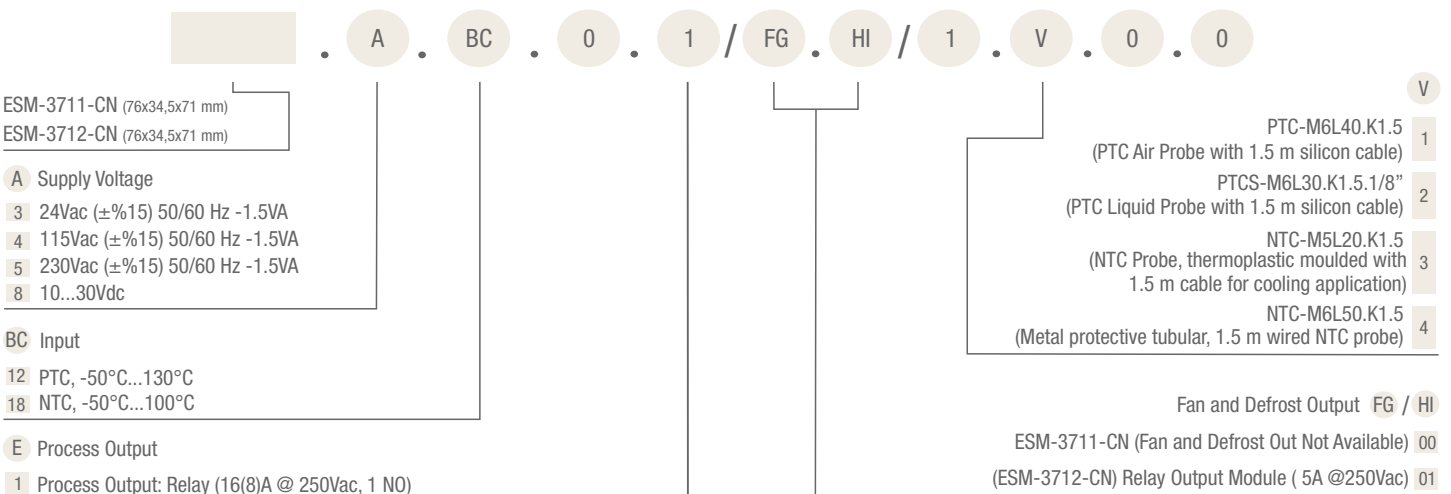 . A . BC . 0 . 1 / FG . HI / 1 . V . 0 . 0
ESM-3711-CN (76x34,5x71 mm)
ESM-3712-CN (76x34,5x71 mm)
A Supply Voltage
3 24Vac (±%15) 50/60 Hz -1.5VA
4 115Vac (±%15) 50/60 Hz -1.5VA
5 230Vac (±%15) 50/60 Hz -1.5VA
8 10...30Vdc
BC Input
12 PTC, -50°C...130°C
18 NTC, -50°C...100°C
E Process Output
1 Process Output: Relay (16(8)A @ 250Vac, 1 NO)
V
PTC-M6L40.K1.5
(PTC Air Probe with 1.5 m silicon cable) 1
PTCS-M6L30.K1.5.1/8”
(PTC Liquid Probe with 1.5 m silicon cable) 2
NTC-M5L20.K1.5
(NTC Probe, thermoplastic moulded with 3
1.5 m cable for cooling application)
NTC-M6L50.K1.5
(Metal protective tubular, 1.5 m wired NTC probe) 4
Fan and Defrost Output FG / HI
ESM-3711-CN (Fan and Defrost Out Not Available) 00
(ESM-3712-CN) Relay Output Module ( 5A @250Vac) 01